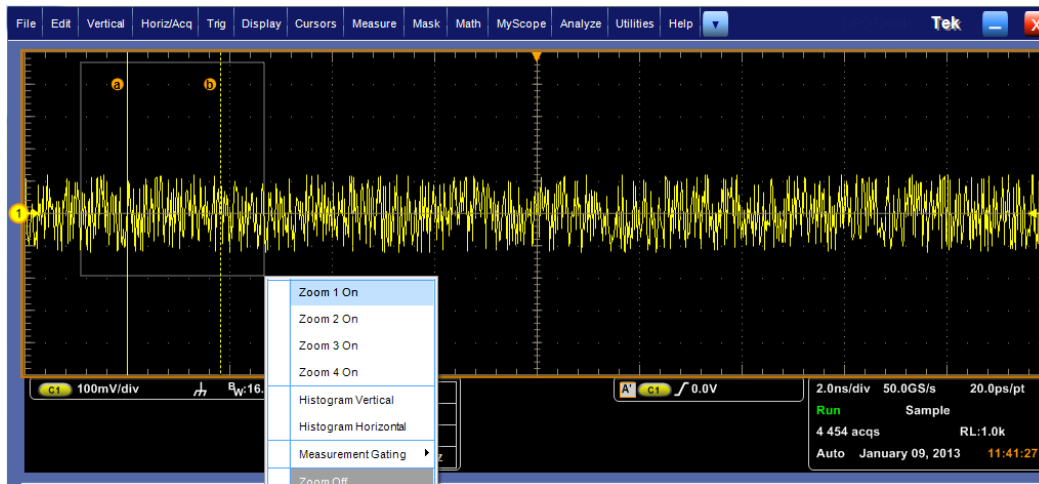 File Edit Vertical Horiz/Acq Trig Display Cursors Measure Mask Math MyScope Analyze Utilities Help Tek X
a b
1
Zoom 1 On
Zoom 2 On
Zoom 3 On
Zoom 4 On
Histogram Vertical
Histogram Horizontal
Measurement Gating
Zoom Off
C1 100mV/div BW:16.
z
A' C1 0.0V
2.0ns/div 50.0GS/s 20.0ps/pt
Run Sample
4 454 acqs RL:1.0k
Auto January 09, 2013 11:41:27